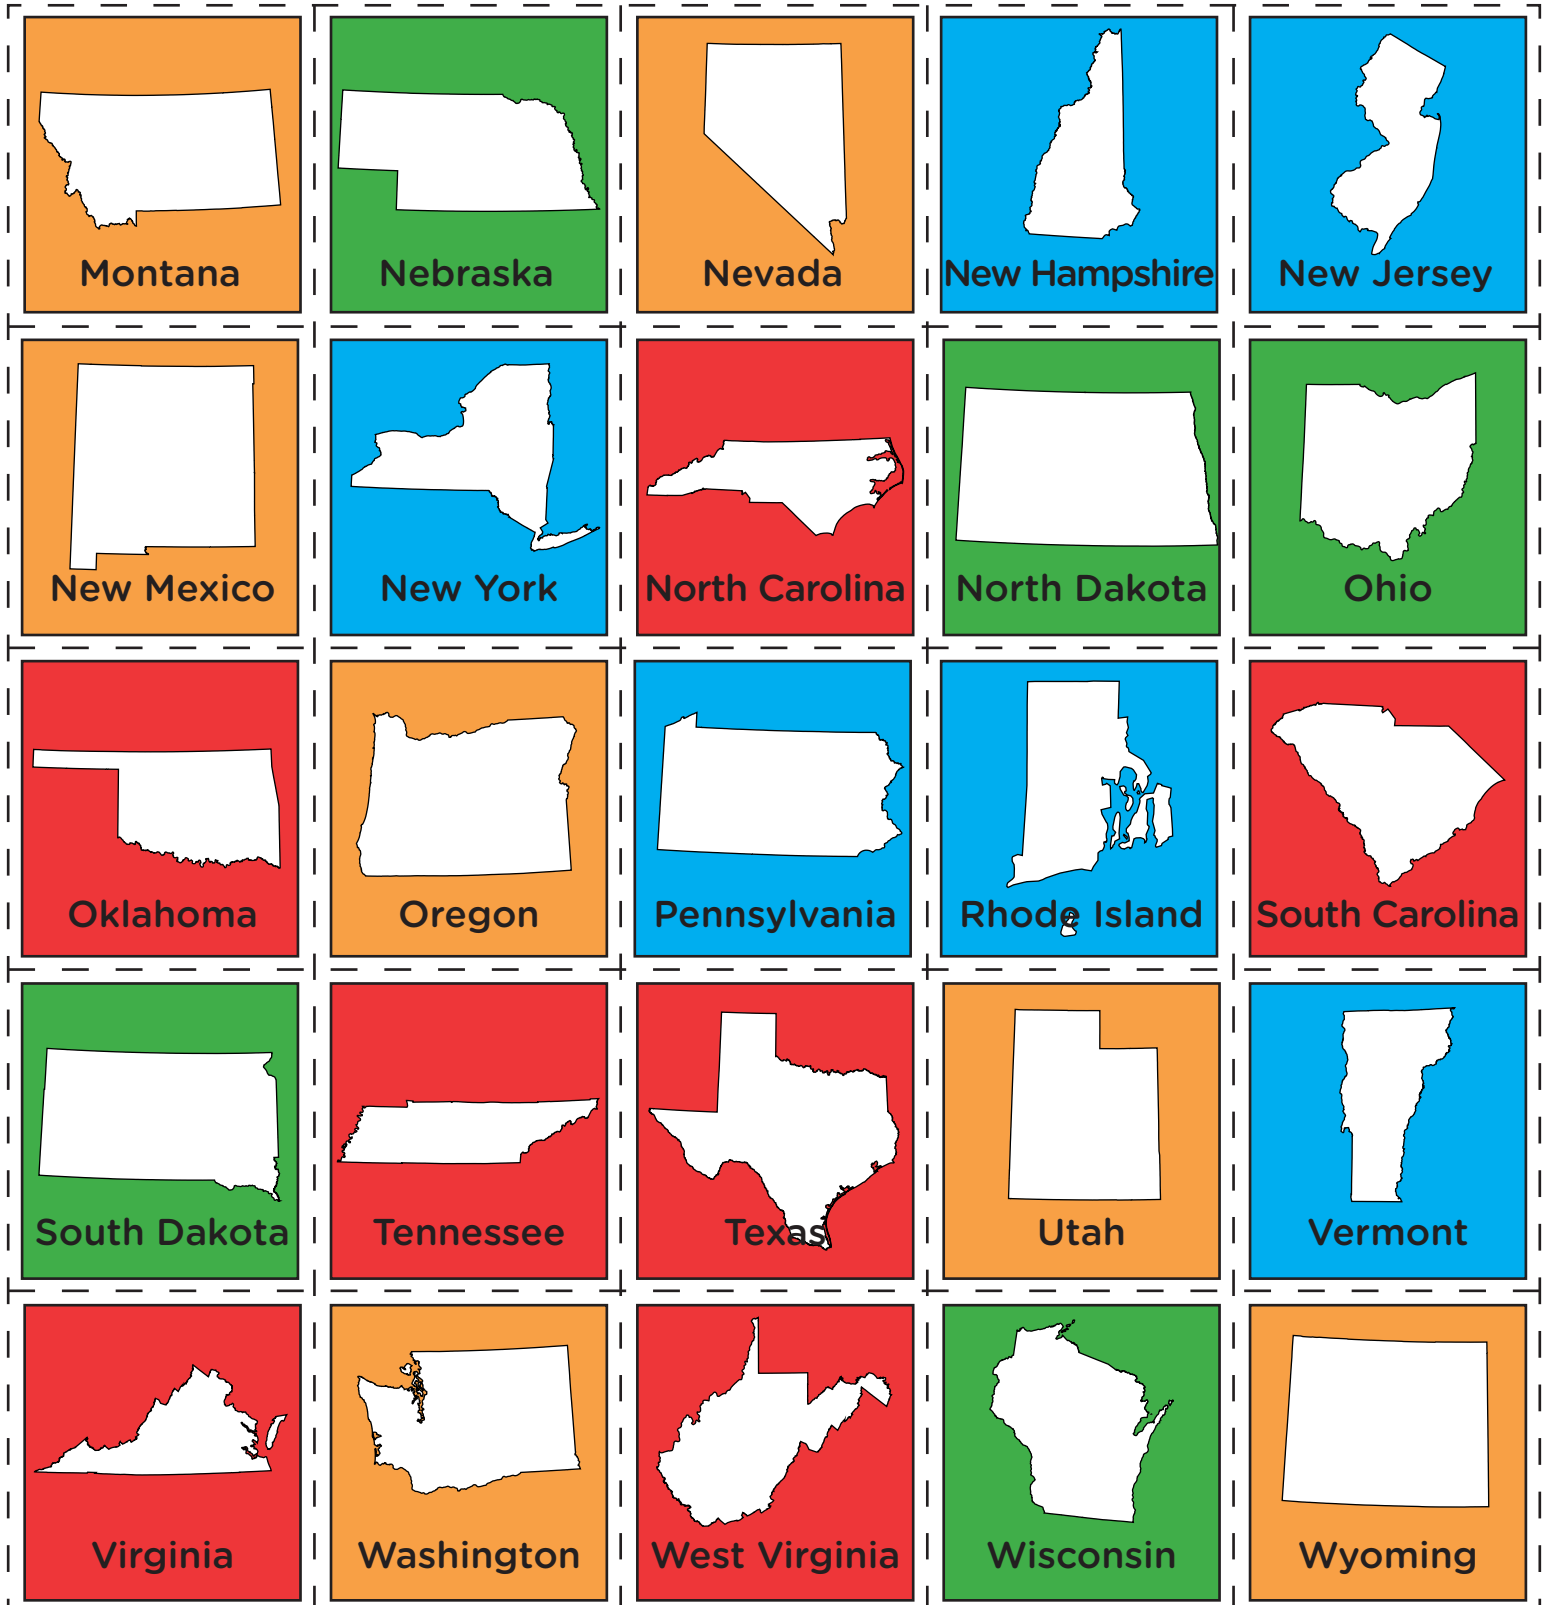 Montana
Nebraska
Nevada
New Hampshire
New Jersey
New Mexico
New York
North Carolina
North Dakota
Ohio
Oklahoma
Oregon
Pennsylvania
Rhode Island
South Carolina
South Dakota
Tennessee
Texas
Utah
Vermont
Virginia
Washington
West Virginia
Wisconsin
Wyoming